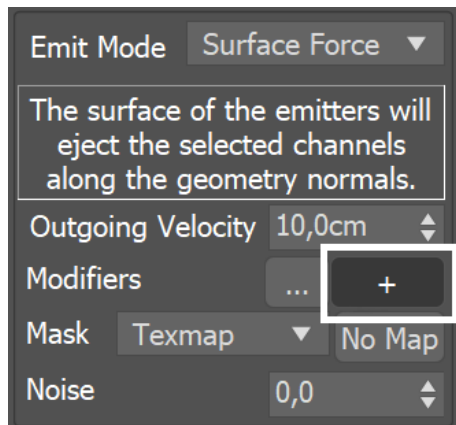 Emit Mode Surface Force
The surface of the emitters will
eject the selected channels
along the geometry normals.
Outgoing Velocity 10,0cm
Modifiers ... +
Mask Texmap No Map
Noise 0,0